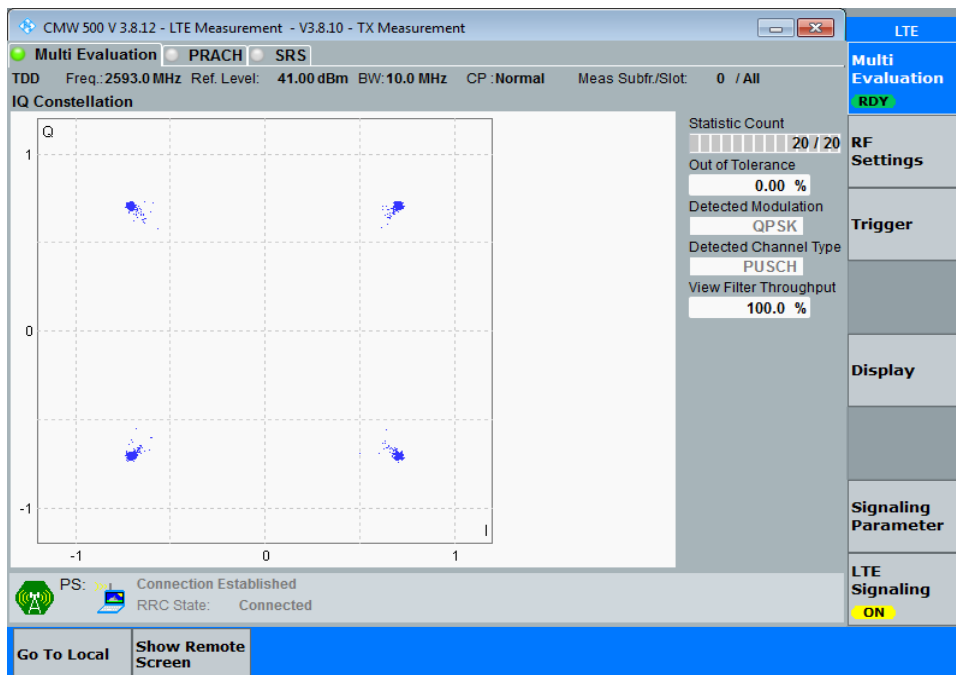 CMW 500 V 3.8.12 - LTE Measurement - V3.8.10 - TX Measurement
LTE
Multi Evaluation PRACH SRS
TDD Freq.:2593.0 MHz Ref. Level: 41.00 dBm BW:10.0 MHz CP :Normal Meas Subfr./Slot: 0 / All
IQ Constellation
Q
1
0
-1
-1 0 1
I
Statistic Count
20 / 20
Out of Tolerance
0.00 %
Detected Modulation
QPSK
Detected Channel Type
PUSCH
View Filter Throughput
100.0 %
Multi
Evaluation
RDY
RF
Settings
Trigger
Display
Signaling
Parameter
LTE
Signaling
ON
PS: Connection Established
RRC State: Connected
Go To Local
Show Remote
Screen